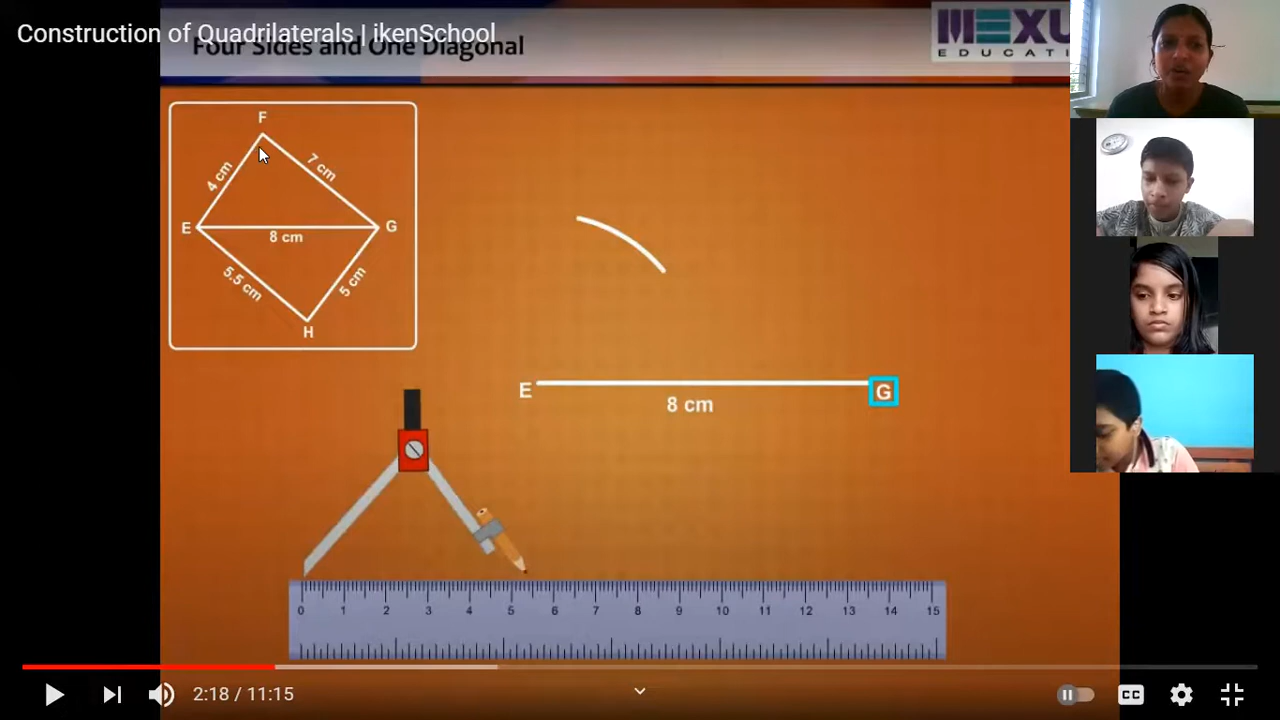 Construction of Quadrilaterals | ikenSchool
Four Sides and One Diagonal
MEXU
EDUCATI
F
4 cm
7 cm
E
8 cm
G
5.5 cm
5 cm
H
E
8 cm
G
0 1 2 3 4 5 6 7 8 9 10 11 12 13 14 15
2:18 / 11:15
CC